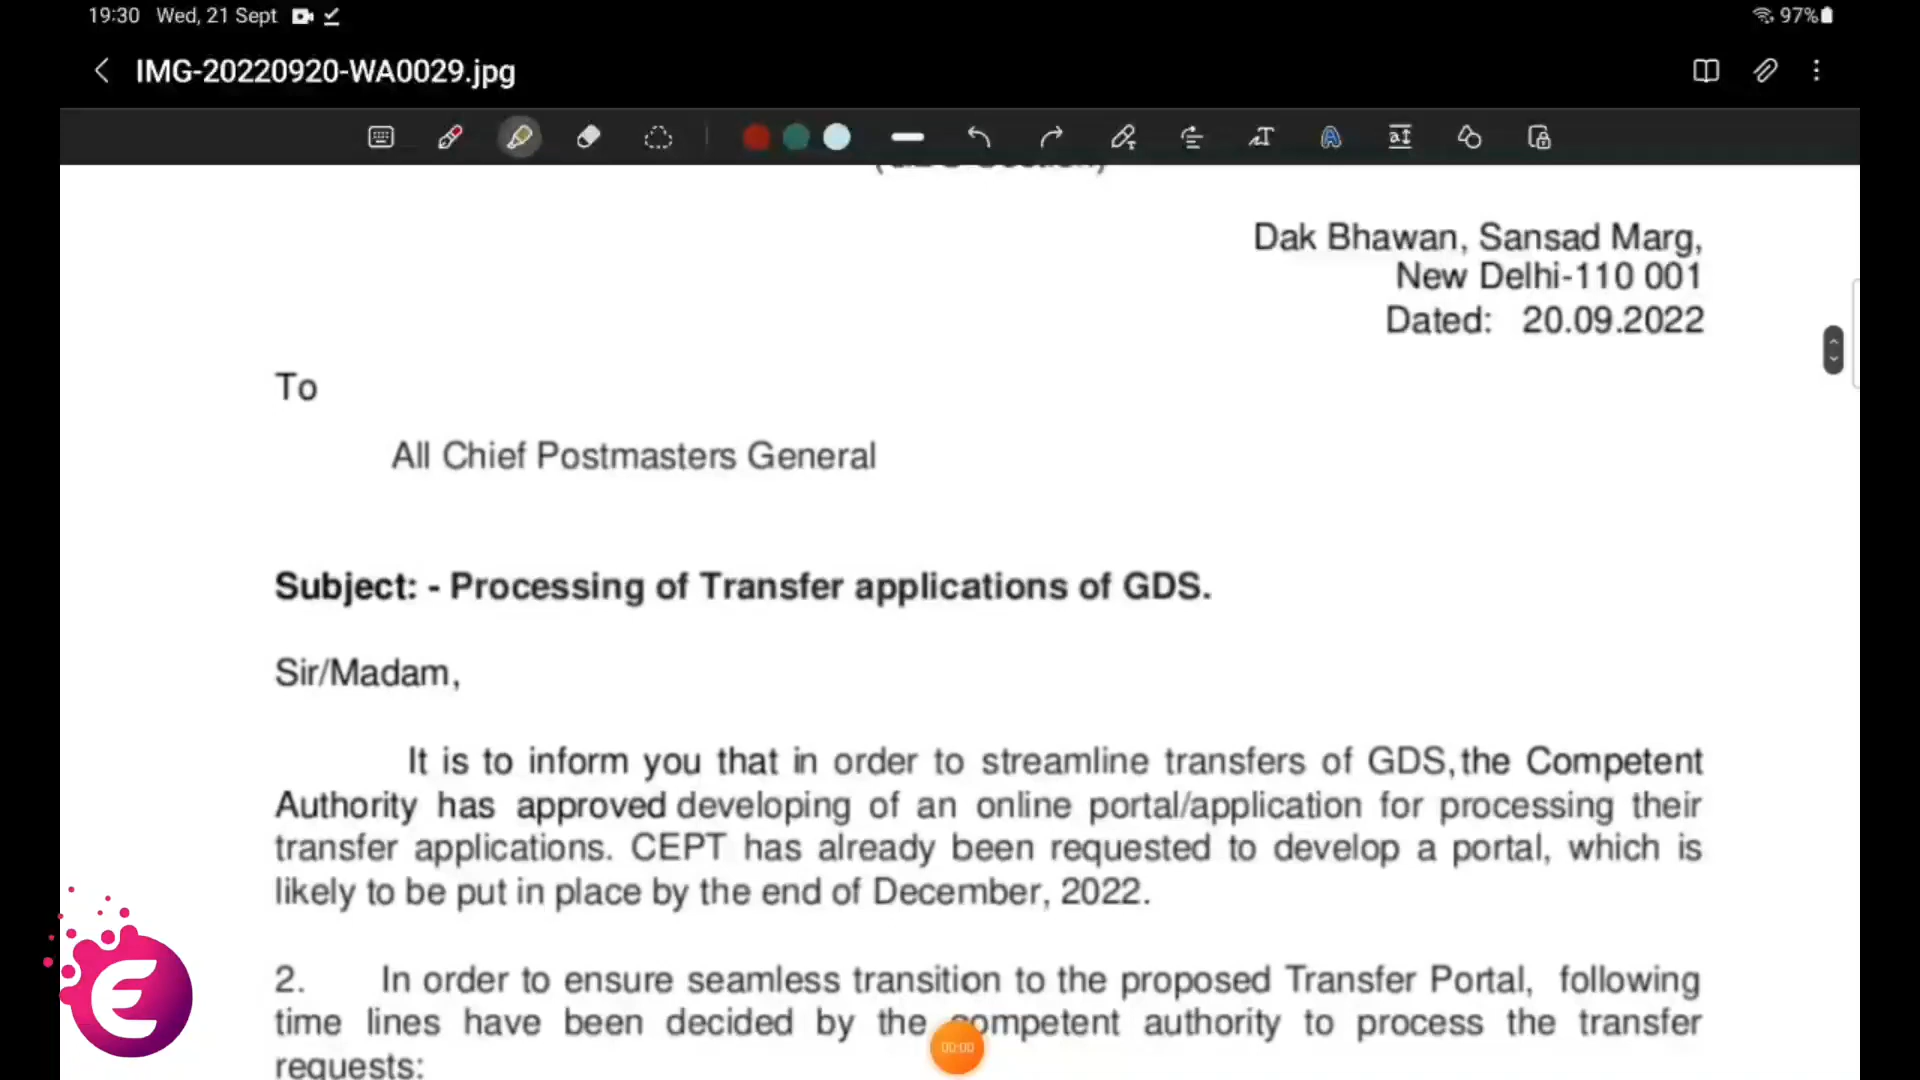 19:30 Wed, 21 Sept
97%
IMG-20220920-WA0029.jpg
Dak Bhawan, Sansad Marg,
New Delhi-110 001
Dated: 20.09.2022
To
All Chief Postmasters General
Subject: - Processing of Transfer applications of GDS.
Sir/Madam,
It is to inform you that in order to streamline transfers of GDS, the Competent
Authority has approved developing of an online portal/application for processing their
transfer applications. CEPT has already been requested to develop a portal, which is
likely to be put in place by the end of December, 2022.
2. In order to ensure seamless transition to the proposed Transfer Portal, following
time lines have been decided by the competent authority to process the transfer
requests:
00:00